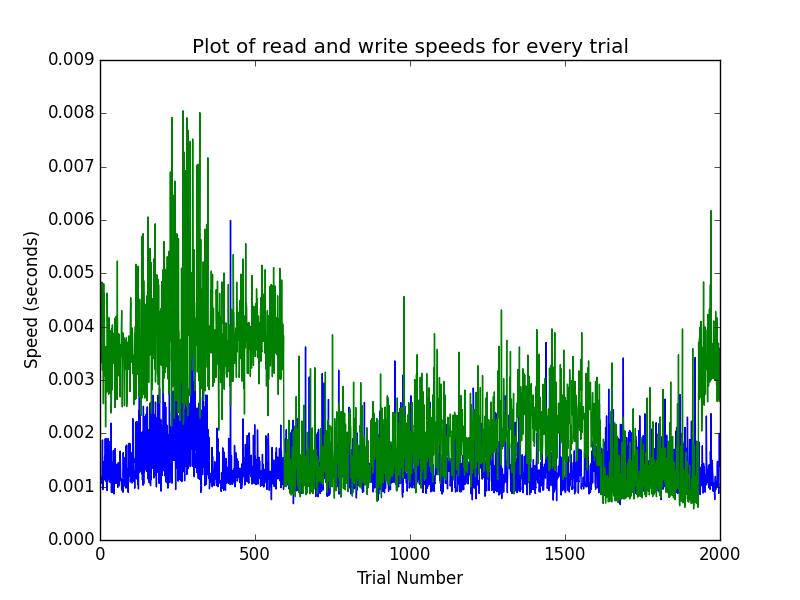 Plot of read and write speeds for every trial
0.009
0.008
0.007
0.006
0.005
0.004
0.003
0.002
0.001
0.000
Speed (seconds)
0 500 1000 1500 2000
Trial Number